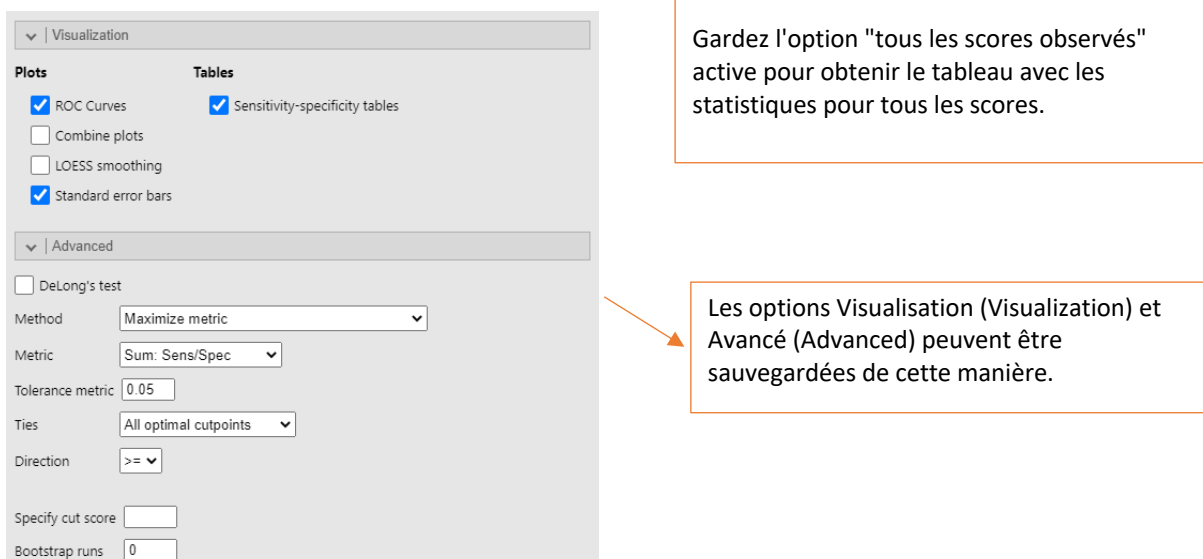 Visualization
Plots
Tables
ROC Curves
Sensitivity-specificity tables
Combine plots
LOESS smoothing
Standard error bars
Advanced
DeLong's test
Method Maximize metric
Metric Sum: Sens/Spec
Tolerance metric 0.05
Ties All optimal cutpoints
Direction >=
Specify cut score
Bootstrap runs 0
Gardez l'option "tous les scores observés"
active pour obtenir le tableau avec les
statistiques pour tous les scores.
Les options Visualisation (Visualization) et
Avancé (Advanced) peuvent être
sauvegardées de cette manière.